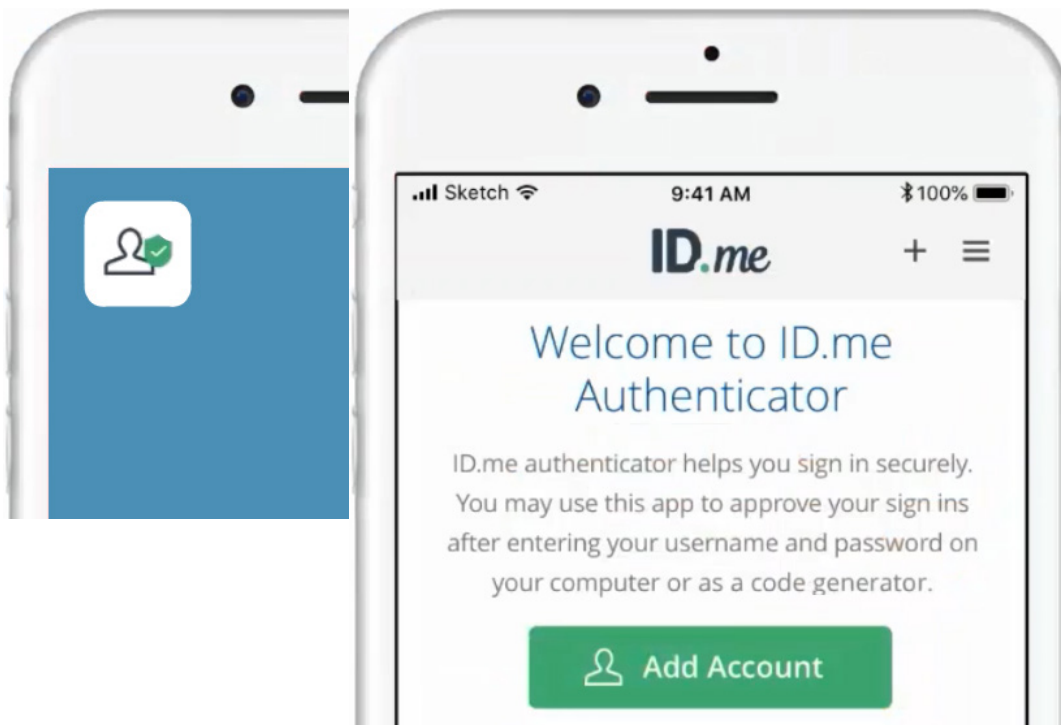 Sketch 9:41 AM 100%
ID.me
Welcome to ID.me
Authenticator
ID.me authenticator helps you sign in securely.
You may use this app to approve your sign ins
after entering your username and password on
your computer or as a code generator.
Add Account